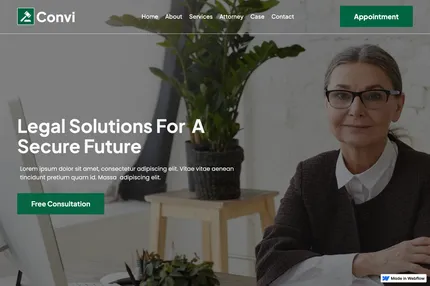 Convi
Home About Services Attorney Case Contact
Appointment
Legal Solutions For A
Secure Future
Lorem ipsum dolor sit amet, consectetur adipiscing elit. Vitae vitae aenean
tincidunt pretium quam id. Massa adipiscing elit.
Free Consultation
Made in Webflow